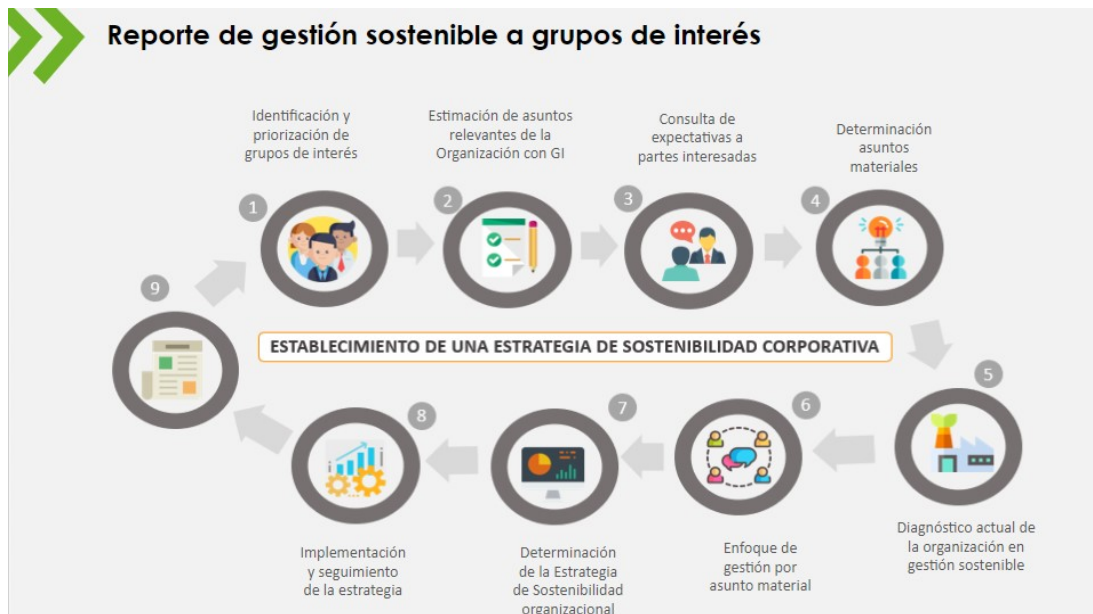 Reporte de gestión sostenible a grupos de interés
Identificación y
priorización de
grupos de interés
Estimación de asuntos
relevantes de la
Organización con GI
Consulta de
expectativas a
partes interesadas
Determinación
asuntos
materiales
1
2
3
4
9
ESTABLECIMIENTO DE UNA ESTRATEGIA DE SOSTENIBILIDAD CORPORATIVA
5
6
7
8
Diagnóstico actual de
la organización en
gestión sostenible
Enfoque de
gestión por
asunto material
Determinación
de la Estrategia
de Sostenibilidad
organizacional
Implementación
y seguimiento
de la estrategia